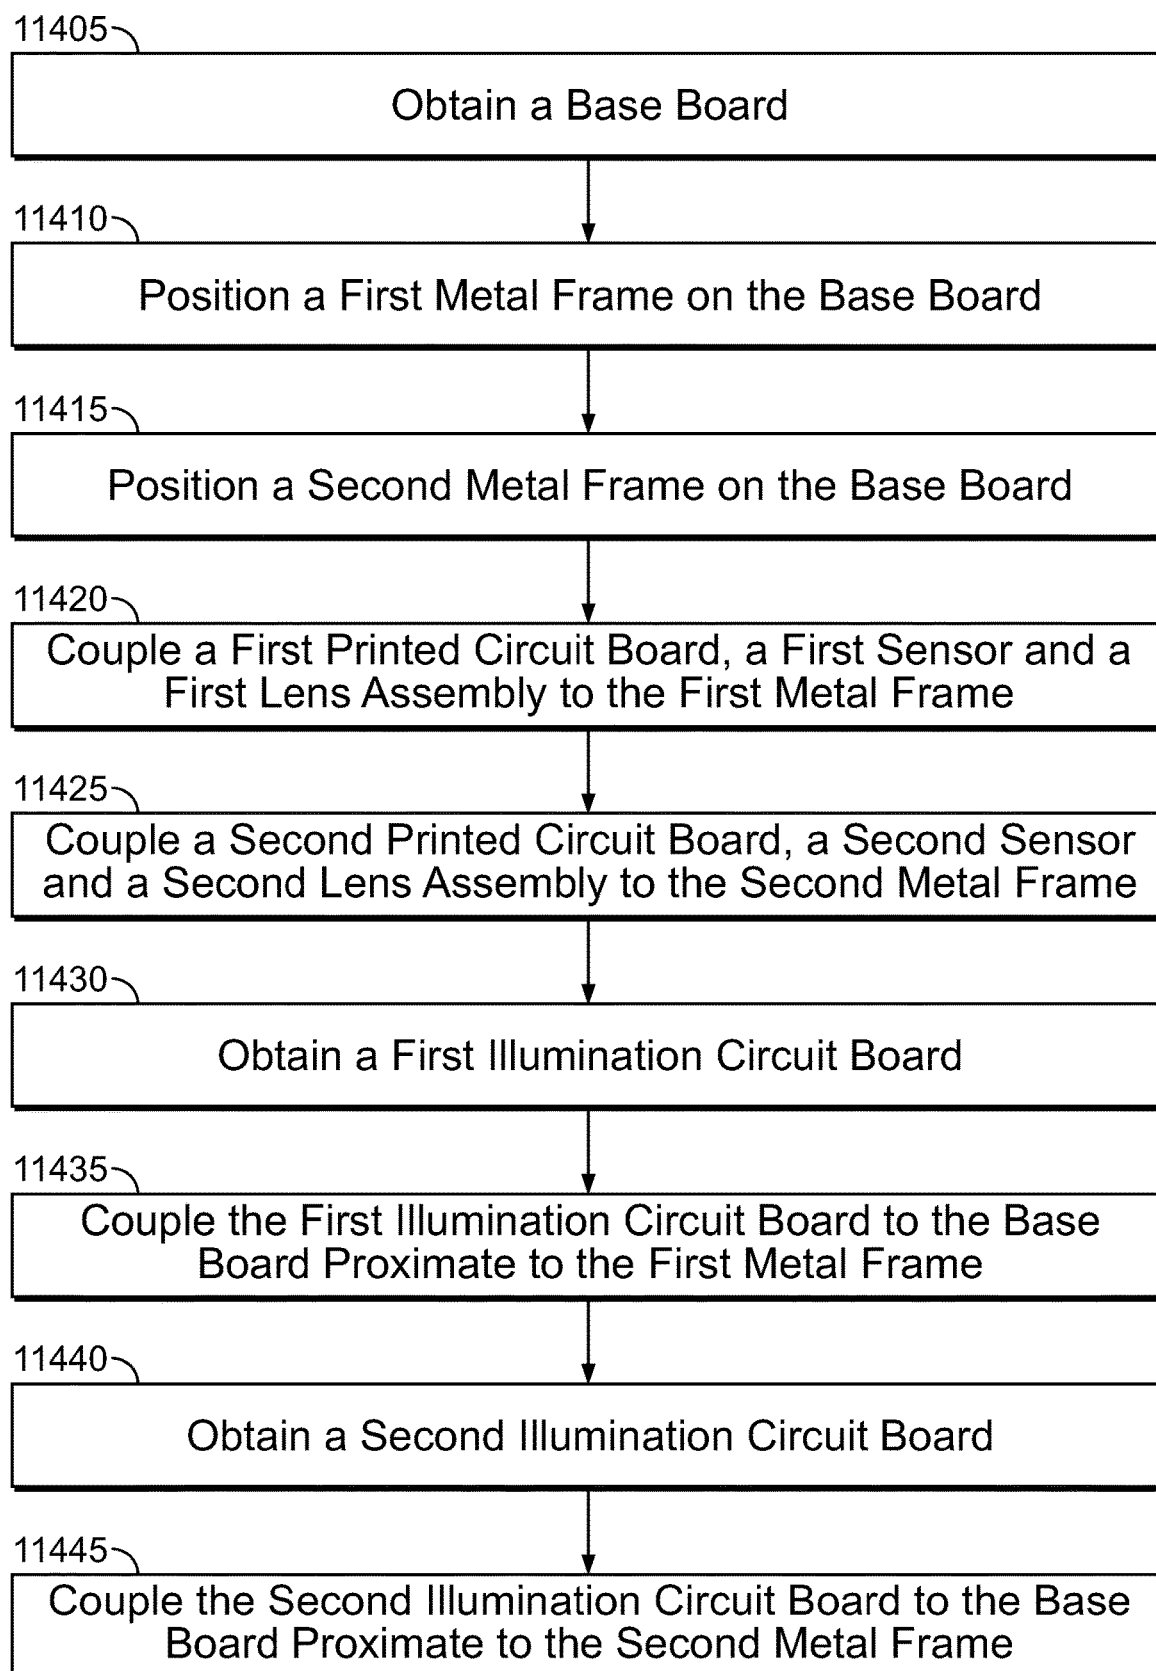 11405
Obtain a Base Board
11410
Position a First Metal Frame on the Base Board
11415
Position a Second Metal Frame on the Base Board
11420
Couple a First Printed Circuit Board, a First Sensor and a
First Lens Assembly to the First Metal Frame
11425
Couple a Second Printed Circuit Board, a Second Sensor
and a Second Lens Assembly to the Second Metal Frame
11430
Obtain a First Illumination Circuit Board
11435
Couple the First Illumination Circuit Board to the Base
Board Proximate to the First Metal Frame
11440
Obtain a Second Illumination Circuit Board
11445
Couple the Second Illumination Circuit Board to the Base
Board Proximate to the Second Metal Frame